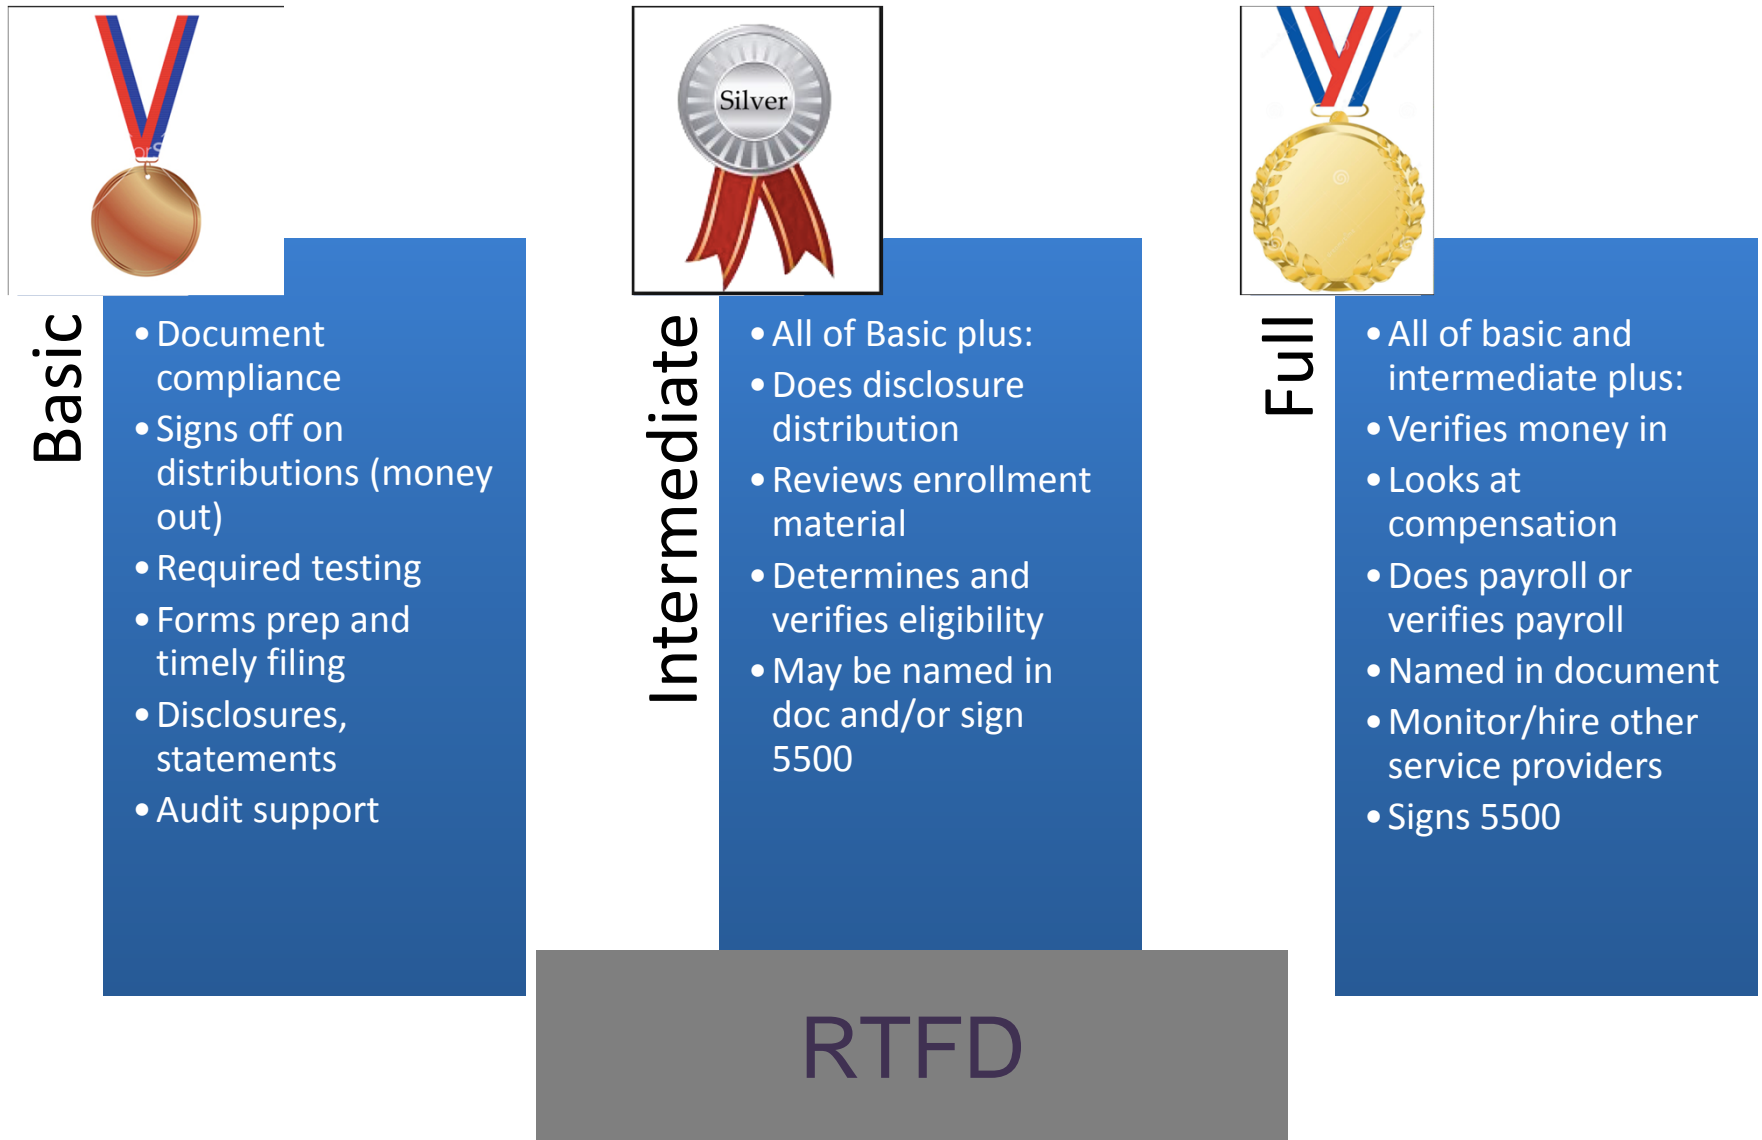 Silver
Basic
• Document
compliance
• Signs off on
distributions (money
out)
• Required testing
• Forms prep and
timely filing
• Disclosures,
statements
• Audit support
Intermediate
• All of Basic plus:
• Does disclosure
distribution
• Reviews enrollment
material
• Determines and
verifies eligibility
• May be named in
doc and/or sign
5500
Full
• All of basic and
intermediate plus:
• Verifies money in
• Looks at
compensation
• Does payroll or
verifies payroll
• Named in document
• Monitor/hire other
service providers
• Signs 5500
RTFD